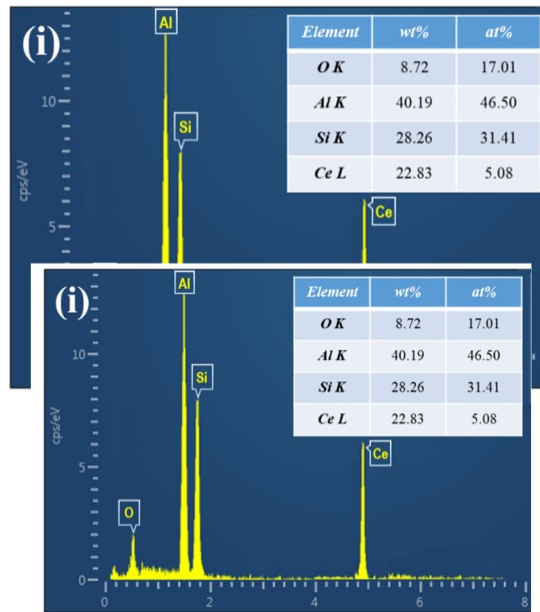 (i)
Al
Element wt% at%
O K 8.72 17.01
Al K 40.19 46.50
Si K 28.26 31.41
Ce L 22.83 5.08
Si
10
cps/eV
5
Ce
(i)
Al
Element wt% at%
O K 8.72 17.01
Al K 40.19 46.50
Si K 28.26 31.41
Ce L 22.83 5.08
10
Si
cps/eV
5
Ce
O
0
0 2 4 6 8